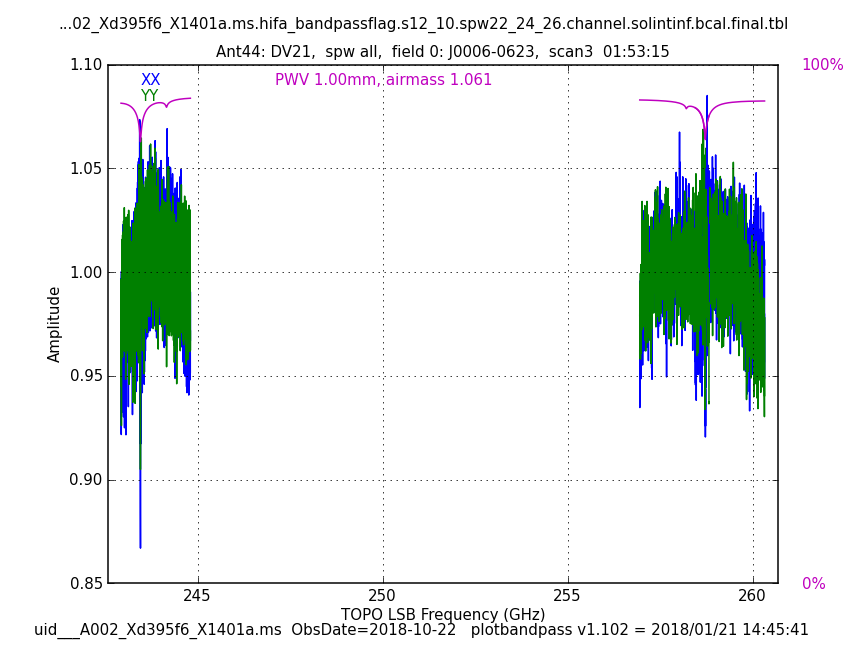 ...02_Xd395f6_X1401a.ms.hifa_bandpassflag.s12_10.spw22_24_26.channel.solintinf.bcal.final.tbl
Ant44: DV21,  spw all,  field 0: J0006-0623,  scan3  01:53:15
1.10
XX
PWV 1.00mm, airmass 1.061
100%
YY
1.05
1.00
Amplitude
0.95
0.90
0.85
0%
245
250
255
260
TOPO LSB Frequency (GHz)
uid___A002_Xd395f6_X1401a.ms  ObsDate=2018-10-22   plotbandpass v1.102 = 2018/01/21 14:45:41